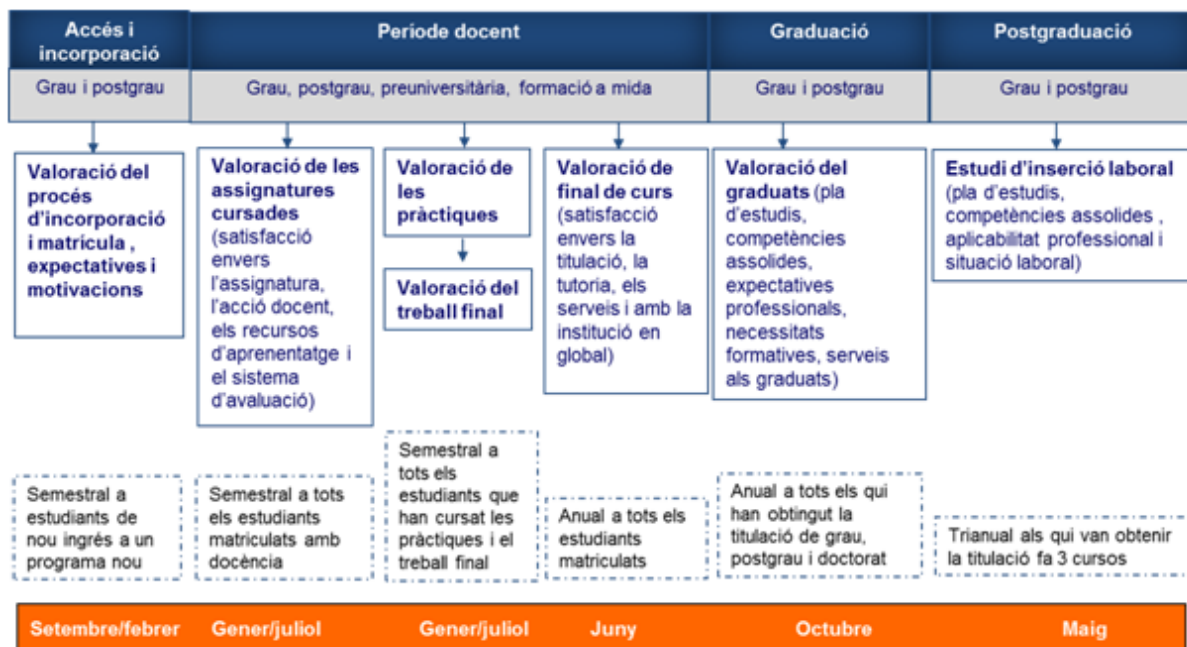 Accés i
incorporació
Període docent
Graduació
Postgraduació
Grau i postgrau
Grau, postgrau, preuniversitària, formació a mida
Grau i postgrau
Grau i postgrau
Valoració del
procés
d'incorporació
i matrícula ,
expectatives i
motivacions
Valoració de les
assignatures
cursades
(satisfacció
envers
l'assignatura,
l'acció docent,
els recursos
d'aprenentatge i
el sistema
d'avaluació)
Valoració de
les
pràctiques
Valoració del
treball final
Valoració de
final de curs
(satisfacció
envers la
titulació, la
tutoria, els
serveis i amb la
institució en
global)
Valoració del
graduats (pla
d'estudis,
competències
assolides,
expectatives
professionals,
necessitats
formatives, serveis
als graduats)
Estudi d'inserció laboral
(pla d'estudis,
competències assolides ,
aplicabilitat professional i
situació laboral)
Semestral a
estudiants de
nou ingrés a un
programa nou
Semestral a tots
els estudiants
matriculats amb
docència
Semestral a
tots els
estudiants que
han cursat les
pràctiques i el
treball final
Anual a tots els
estudiants
matriculats
Anual a tots els qui
han obtingut la
titulació de grau,
postgrau i doctorat
Trianual als qui van obtenir
la titulació fa 3 cursos
Setembre/febrer
Gener/juliol
Gener/juliol
Juny
Octubre
Maig